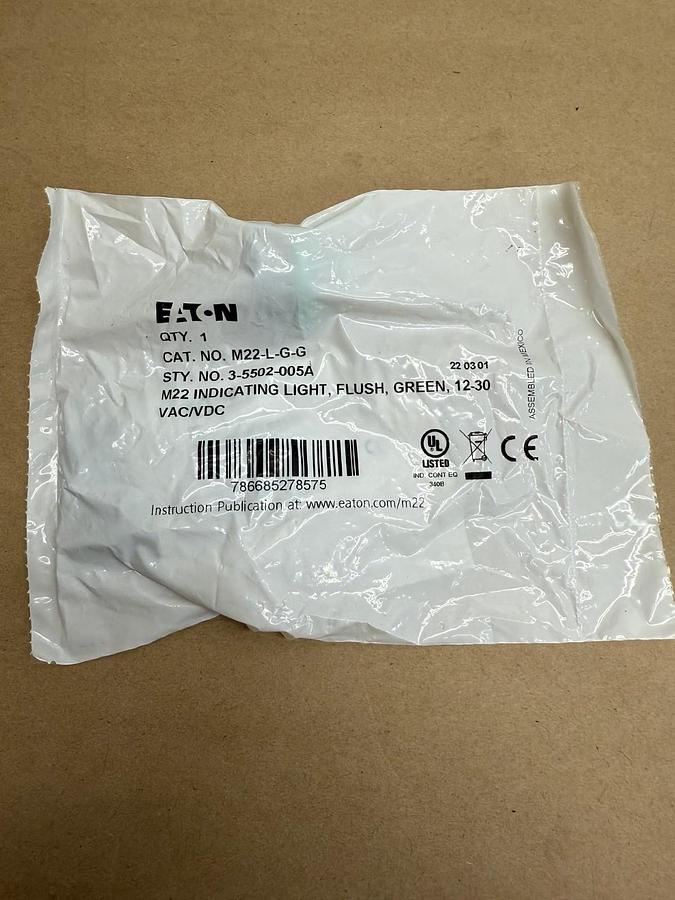 EATON
QTY. 1
CAT. NO. M22-L-G-G
STY. NO. 3-5502-005A
22 03 01
M22 INDICATING LIGHT, FLUSH, GREEN, 12-30
VAC/VDC
ASSEMBLED IN MEXICO
UL
LISTED
CE
IND. CONT. EQ.
340B
786685278575
Instruction Publication at: www.eaton.com/m22